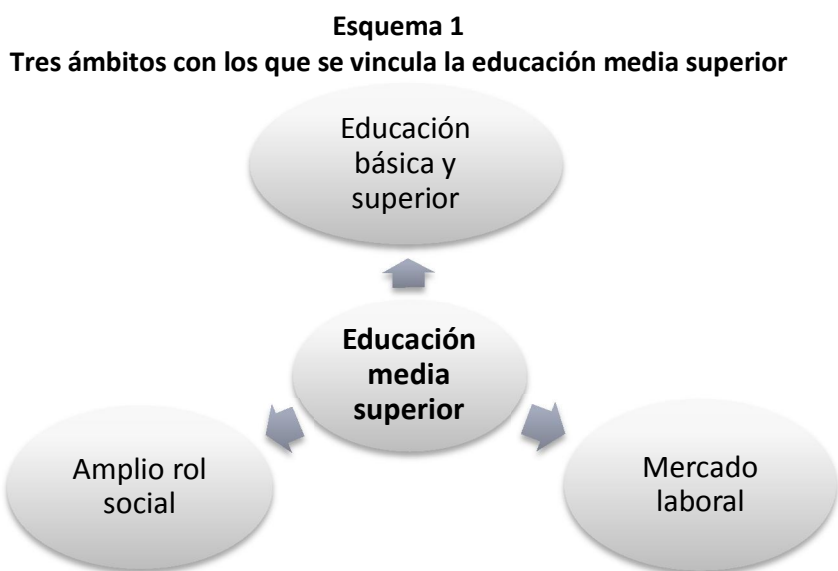 Esquema 1
Tres ámbitos con los que se vincula la educación media superior
Educación
básica y
superior
Educación
media
superior
Amplio rol
social
Mercado
laboral